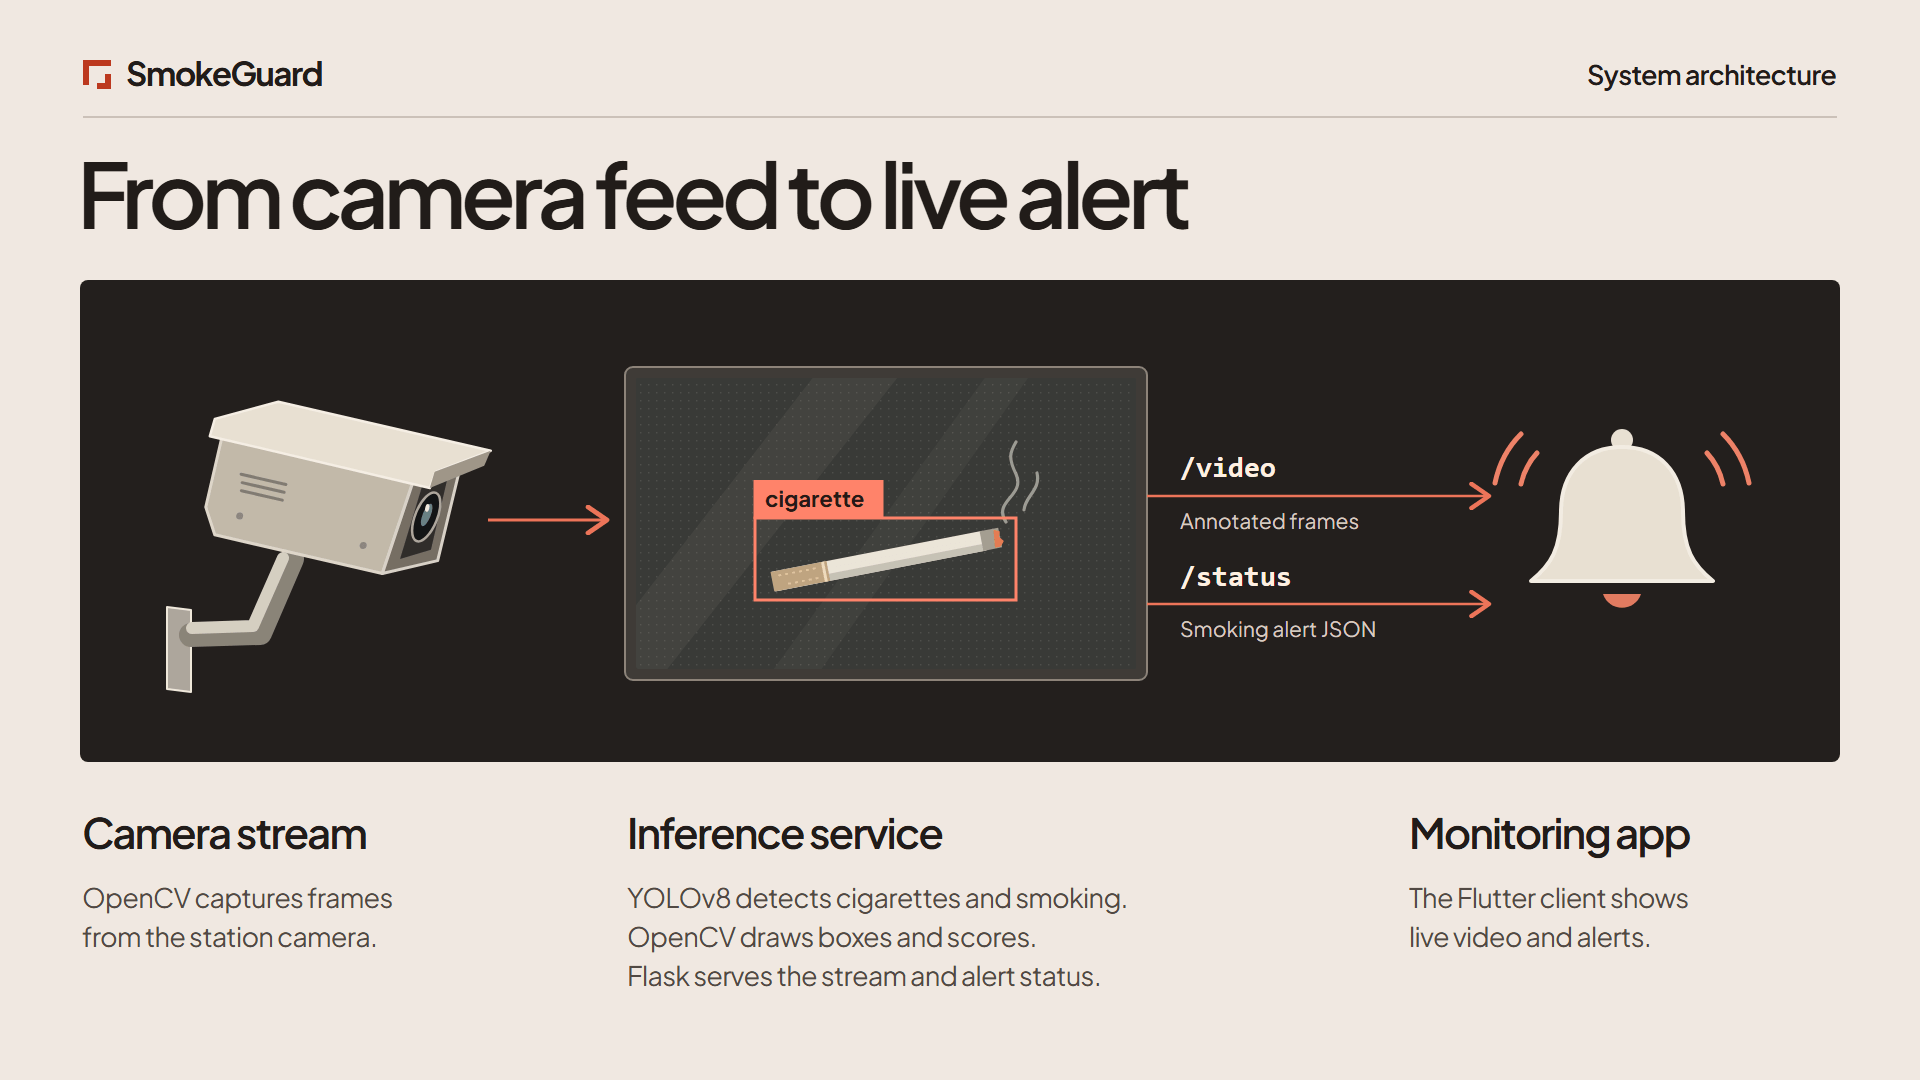 SmokeGuard
System architecture
From camera feed to live alert
cigarette
/video
Annotated frames
/status
Smoking alert JSON
Camera stream
OpenCV captures frames
from the station camera.
Inference service
YOLOv8 detects cigarettes and smoking.
OpenCV draws boxes and scores.
Flask serves the stream and alert status.
Monitoring app
The Flutter client shows
live video and alerts.